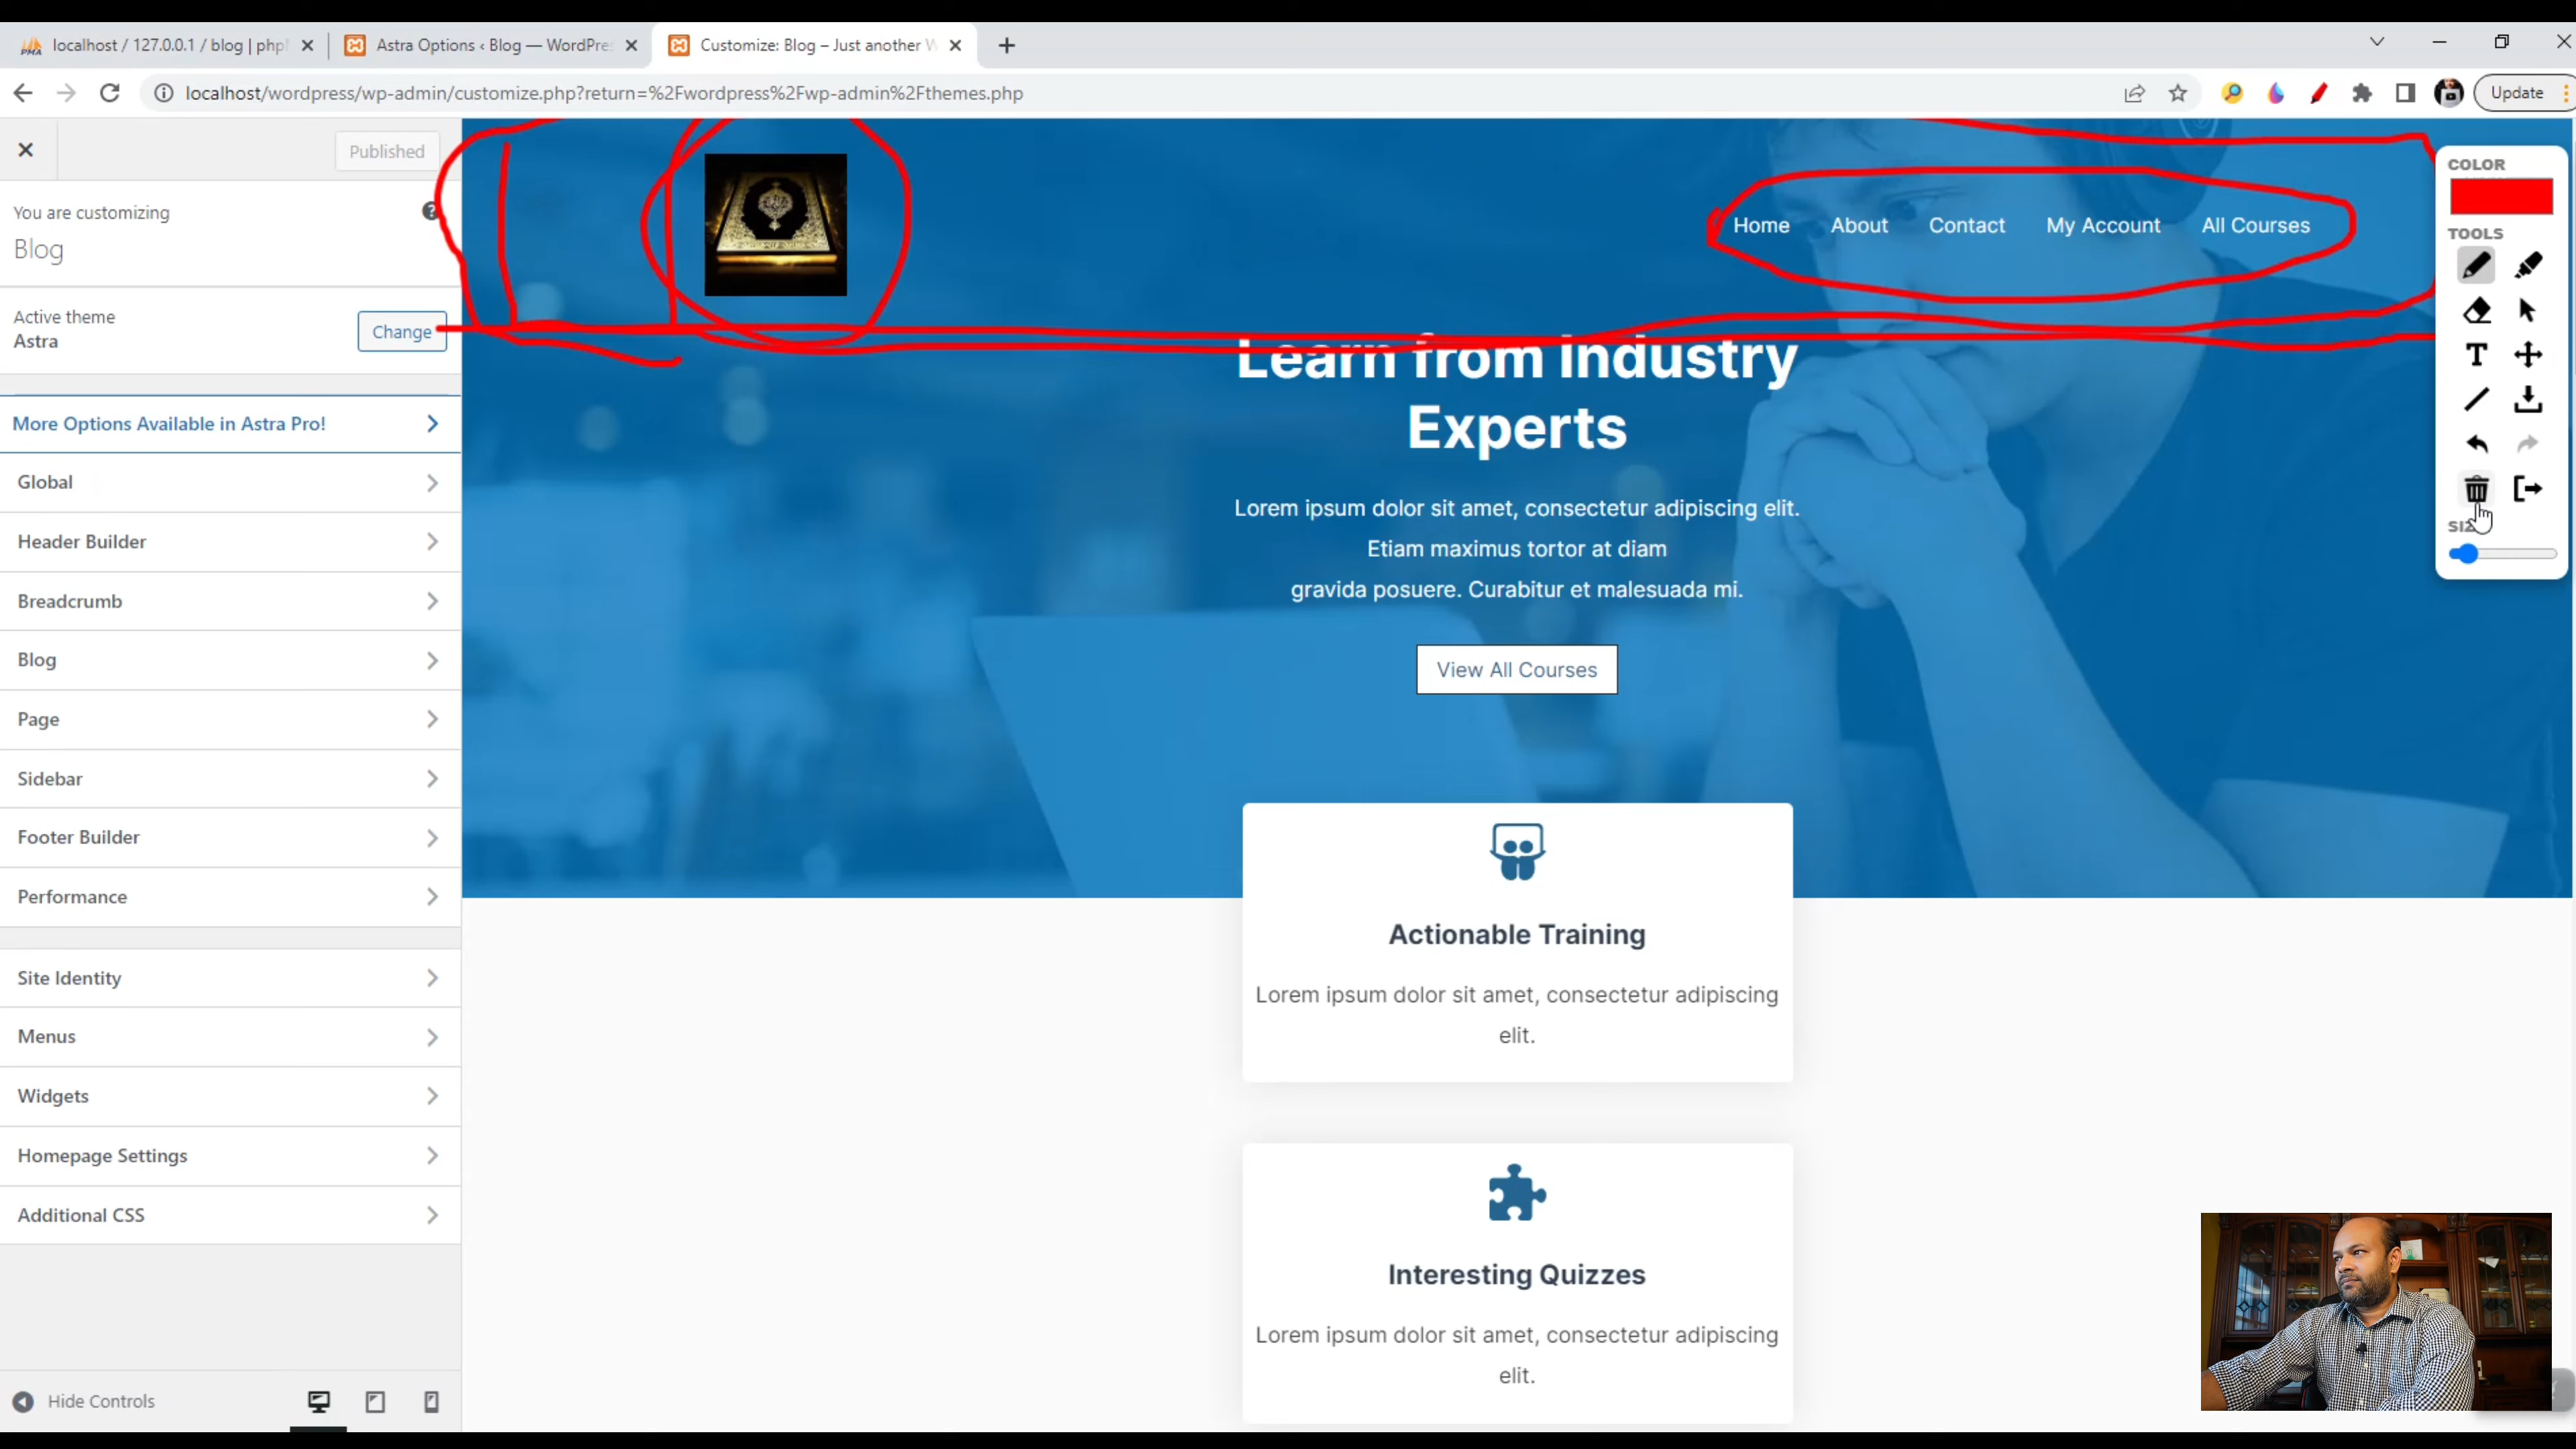 localhost / 127.0.0.1 / blog | php
Astra Options ‹ Blog — WordPre
Customize: Blog – Just another W
localhost/wordpress/wp-admin/customize.php?return=%2Fwordpress%2Fwp-admin%2Fthemes.php
Update
Published
You are customizing
Blog
Active theme
Astra
Change
More Options Available in Astra Pro!
Global
Header Builder
Breadcrumb
Blog
Page
Sidebar
Footer Builder
Performance
Site Identity
Menus
Widgets
Homepage Settings
Additional CSS
Hide Controls
Home About Contact My Account All Courses
Learn from Industry
Experts
Lorem ipsum dolor sit amet, consectetur adipiscing elit.
Etiam maximus tortor at diam
gravida posuere. Curabitur et malesuada mi.
View All Courses
Actionable Training
Lorem ipsum dolor sit amet, consectetur adipiscing
elit.
Interesting Quizzes
Lorem ipsum dolor sit amet, consectetur adipiscing
elit.
COLOR
TOOLS